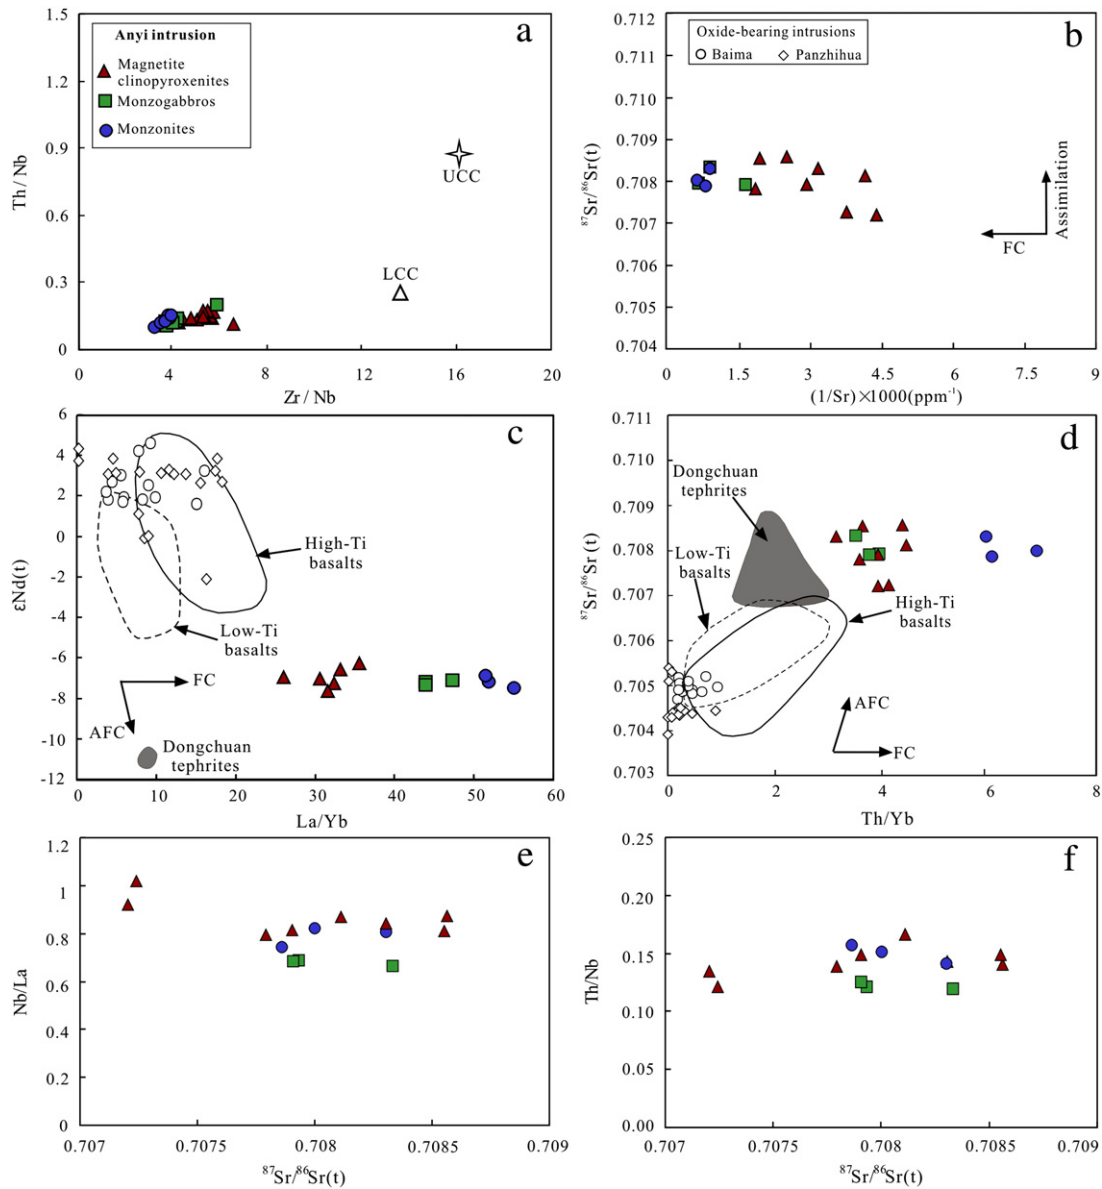 a
Anyi intrusion
Magnetite
clinopyroxenites
Monzogabbros
Monzonites
UCC
LCC
Th / Nb
1.5
1.2
0.9
0.6
0.3
0
0 4 8 12 16 20
Zr / Nb
b
Oxide-bearing intrusions
Baima Panzhihua
Assimilation
FC
⁸⁷Sr/⁸⁶Sr(t)
0.712
0.711
0.710
0.709
0.708
0.707
0.706
0.705
0.704
0 1.5 3 4.5 6 7.5 9
(1/Sr)×1000(ppm⁻¹)
c
High-Ti
basalts
Low-Ti
basalts
FC
AFC
Dongchuan
tephrites
εNd(t)
6
4
2
0
-2
-4
-6
-8
-10
-12
0 10 20 30 40 50 60
La/Yb
d
Dongchuan
tephrites
Low-Ti
basalts
High-Ti
basalts
AFC
FC
⁸⁷Sr/⁸⁶Sr(t)
0.711
0.710
0.709
0.708
0.707
0.706
0.705
0.704
0.703
0 2 4 6 8
Th/Yb
e
Nb/La
1.2
1
0.8
0.6
0.4
0.2
0
0.707 0.7075 0.708 0.7085 0.709
⁸⁷Sr/⁸⁶Sr(t)
f
Th/Nb
0.25
0.20
0.15
0.10
0.05
0.00
0.707 0.7075 0.708 0.7085 0.709
⁸⁷Sr/⁸⁶Sr(t)